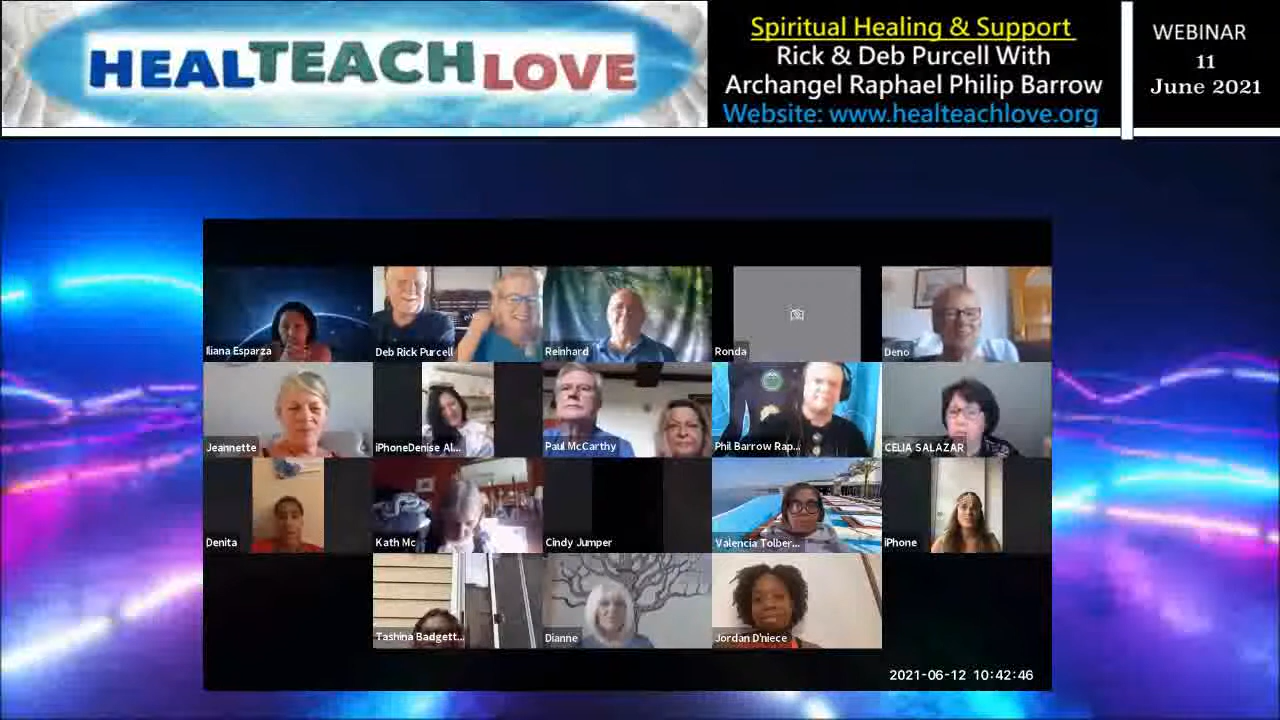 HEALTEACHLOVE
Spiritual Healing & Support
Rick & Deb Purcell With
Archangel Raphael Philip Barrow
Website: www.healteachlove.org
WEBINAR
11
June 2021
Iliana Esparza
Deb Rick Purcell
Reinhard
Ronda
Deno
Jeannette
iPhoneDenise Al...
Paul McCarthy
Phil Barrow Rap...
CELIA SALAZAR
Denita
Kath Mc
Cindy Jumper
Valencia Tolber...
iPhone
Tashina Badgett...
Dianne
Jordan D'niece
2021-06-12 10:42:46